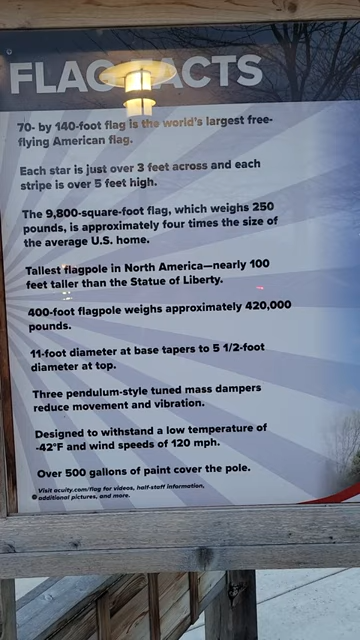 FLAG FACTS
70- by 140-foot flag is the world's largest free-
flying American flag.
Each star is just over 3 feet across and each
stripe is over 5 feet high.
The 9,800-square-foot flag, which weighs 250
pounds, is approximately four times the size of
the average U.S. home.
Tallest flagpole in North America—nearly 100
feet taller than the Statue of Liberty.
400-foot flagpole weighs approximately 420,000
pounds.
11-foot diameter at base tapers to 5 1/2-foot
diameter at top.
Three pendulum-style tuned mass dampers
reduce movement and vibration.
Designed to withstand a low temperature of
-42°F and wind speeds of 120 mph.
Over 500 gallons of paint cover the pole.
Visit acuity.com/flag for videos, half-staff information,
additional pictures, and more.